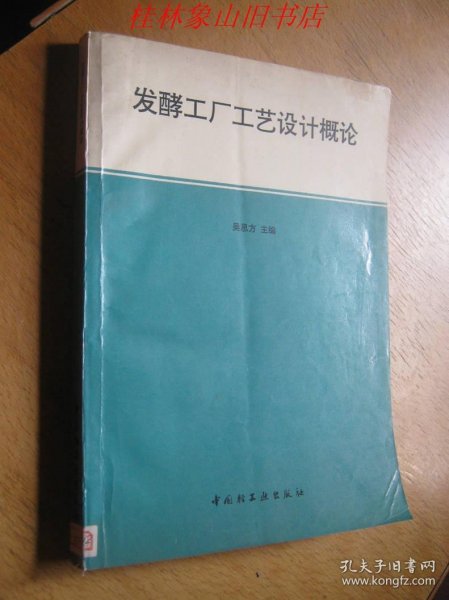 桂林象山旧书店
发酵工厂工艺设计概论
吴思方 主编
中国轻工业出版社
孔夫子旧书网
www.kongfz.com